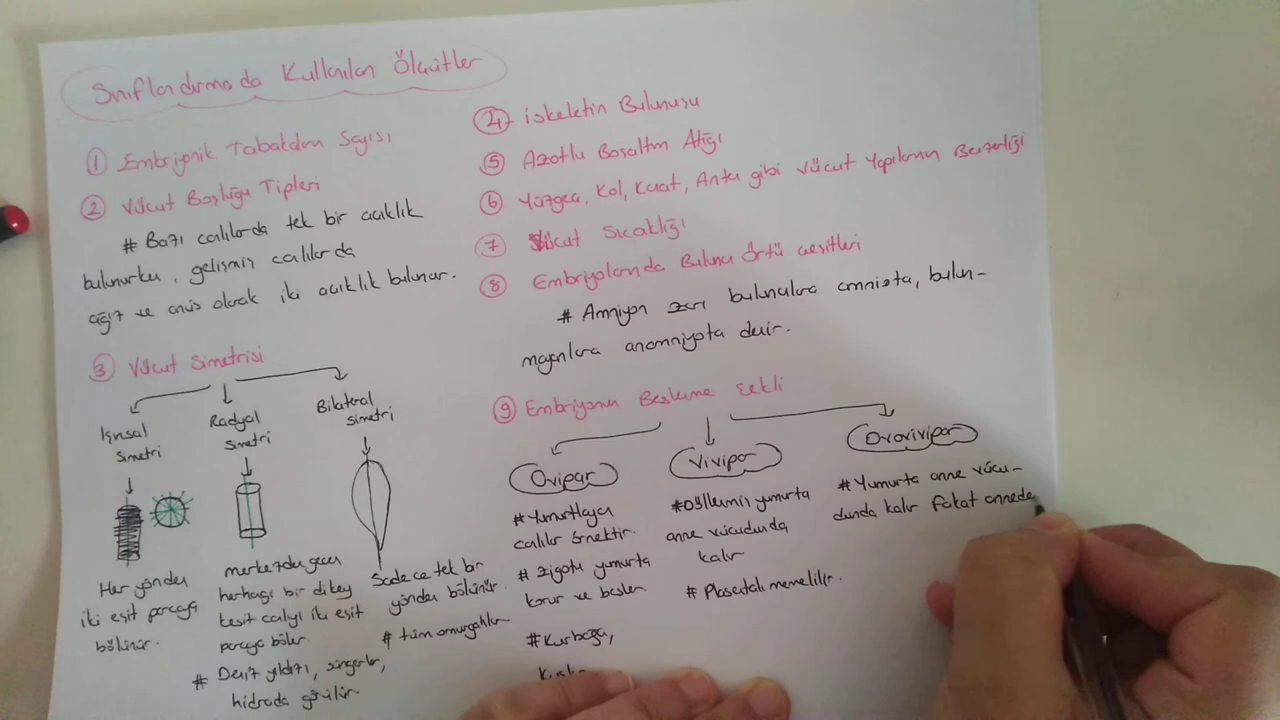 Sınıflandırmada Kullanılan Ölçütler
① Embriyonik Tabakaların Sayısı
② Vücut Boşluğu Tipleri
# Bazı canlılarda tek bir açıklık
bulunurken, gelişmiş canlılarda
ağız ve anüs olarak iki açıklık bulunur.
③ Vücut Simetrisi
Işınsal
Simetri
Radyal
Simetri
Bilateral
Simetri
Her yönden
iki eşit parçaya
bölünür.
merkezden geçen
herhangi bir dikey
kesit canlıyı iki eşit
parçaya böler.
Sadece tek bir
yönden bölünür.
# tüm omurgalılar
# Deniz yıldızı, süngerler,
hidrada görülür.
④ iskeletin Bulunuşu
⑤ Azotlu Boşaltım Atığı
⑥ Yüzgeç, Kol, Kanat, Anten gibi Vücut Yapılarının Benzerliği
⑦ Vücut Sıcaklığı
⑧ Embriyolarında Bulunan Örtü çeşitleri
# Amniyon zarı bulunanlara amniota, bulun-
mayanlara anamniyota denir.
⑨ Embriyonun Beslenme Şekli
Ovipar
# Yumurtlayan
canlılar örnektir.
# Zigotu yumurta
korur ve besler
# Kurbağa,
Vivipar
# Döllenmiş yumurta
anne vücudunda
kalır
# Plasentalı memeliler.
Ovovivipar
# Yumurta anne vücu-
dunda kalır fakat anneden